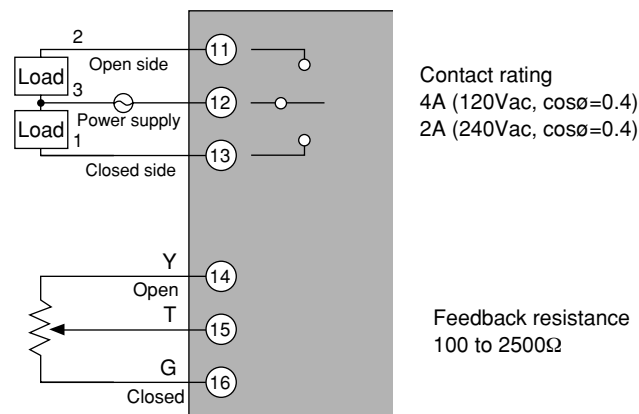 2
Open side
11
Load
3
Power supply
12
Load
1
Closed side
13
Contact rating
4A (120Vac, cosø=0.4)
2A (240Vac, cosø=0.4)
Y
Open
14
T
15
G
Closed
16
Feedback resistance
100 to 2500Ω